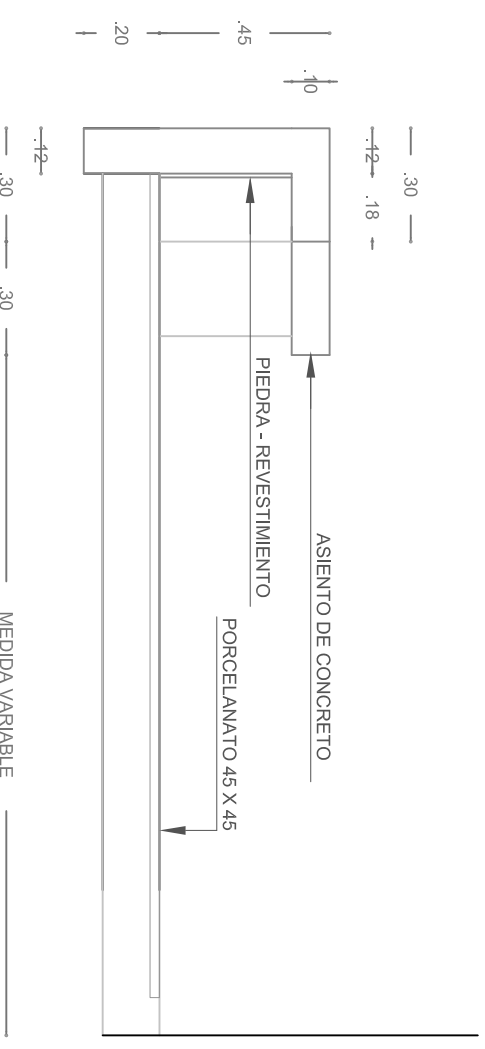 .20
.45
.10
.12
.30
.12
.18
.30
.30
PIEDRA - REVESTIMIENTO
ASIENTO DE CONCRETO
PORCELANATO 45 X 45
MEDIDA VARIABLE